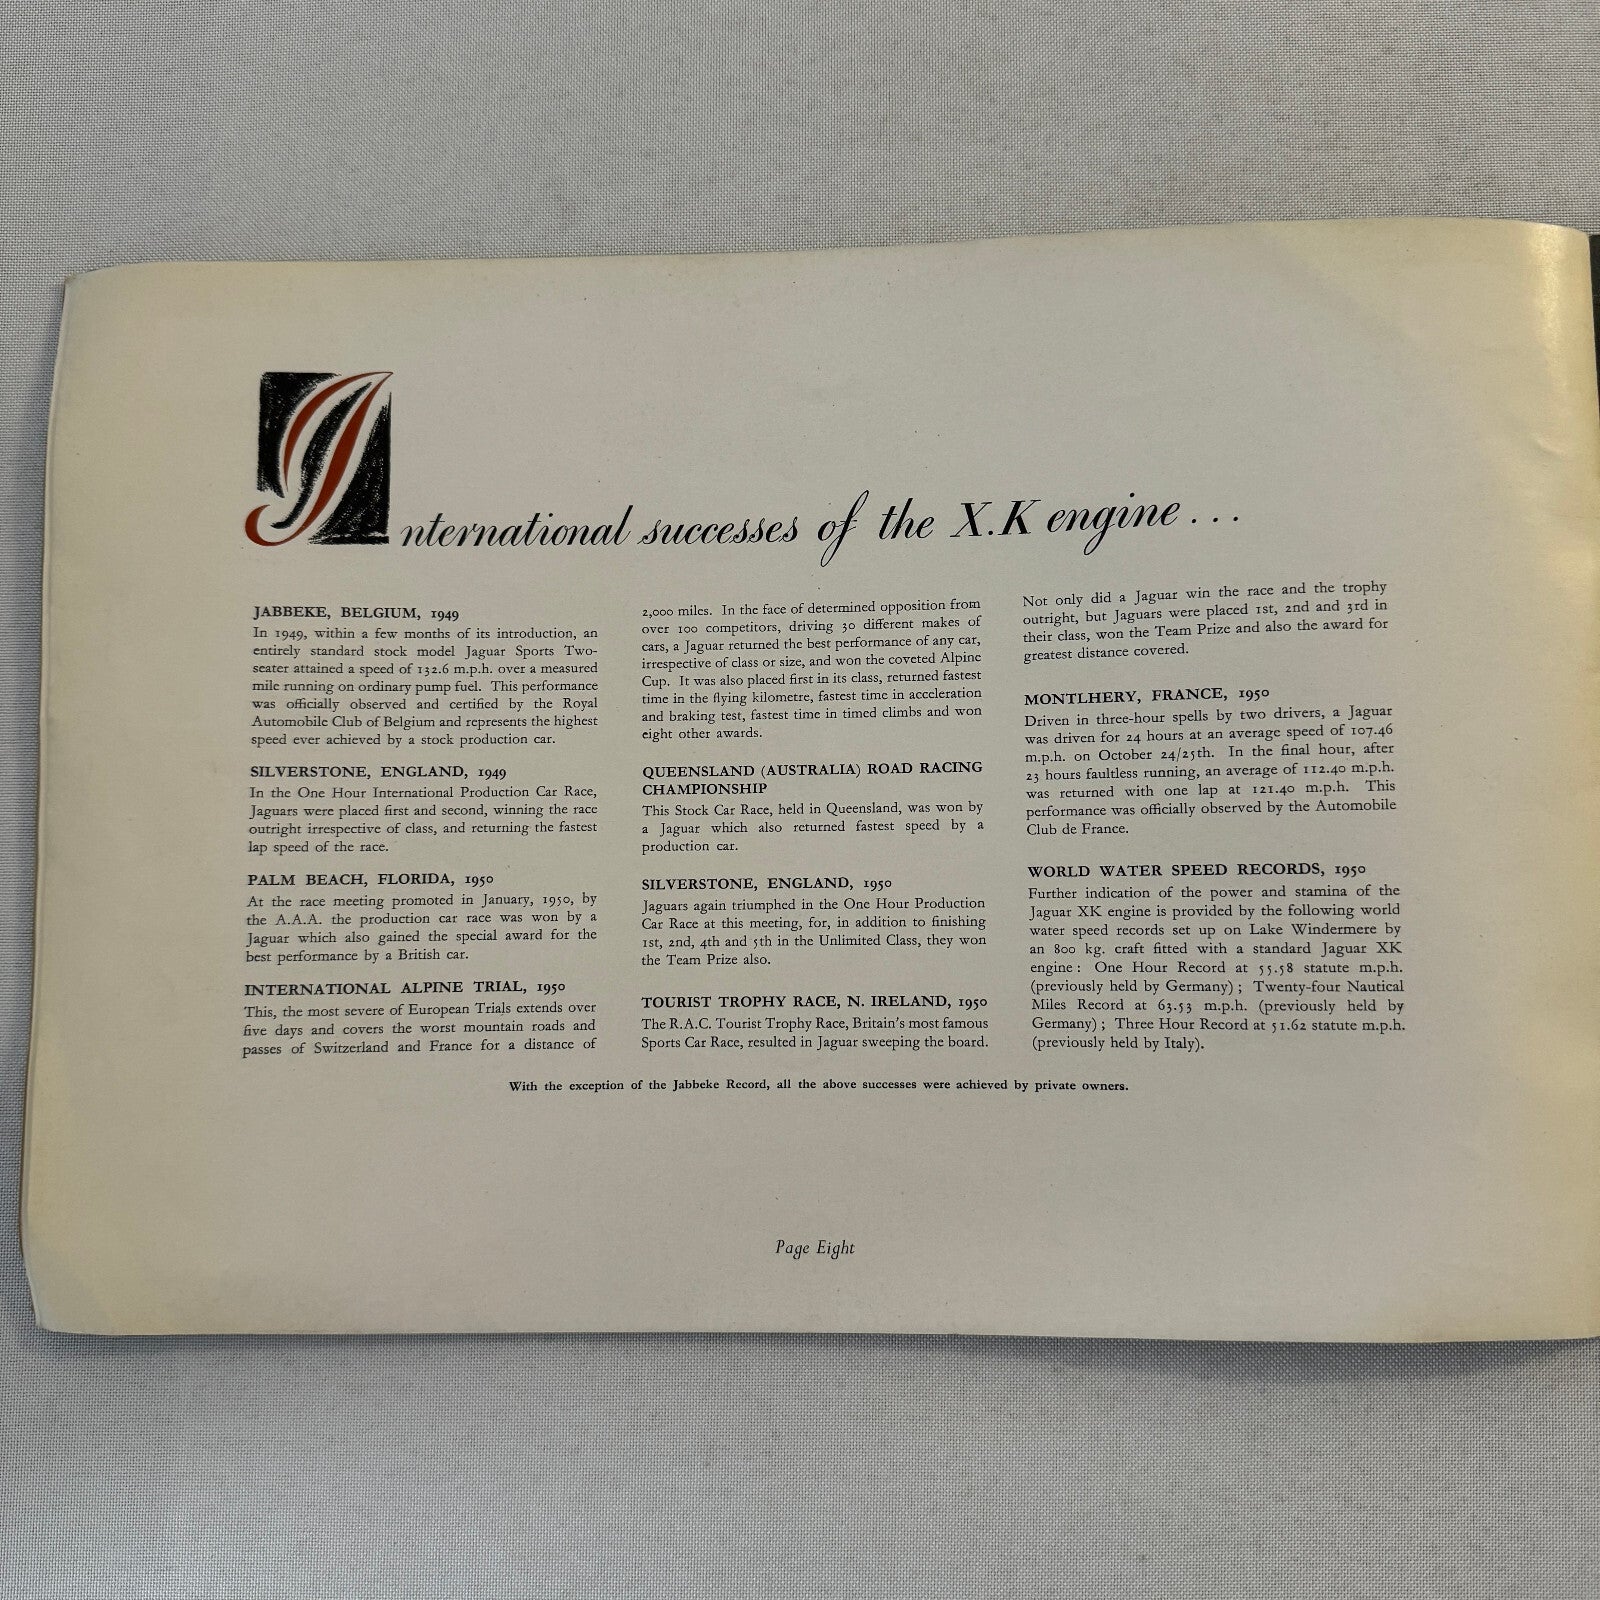 International successes of the X.K engine...
JABBEKE, BELGIUM, 1949
In 1949, within a few months of its introduction, an
entirely standard stock model Jaguar Sports Two-
seater attained a speed of 132.6 m.p.h. over a measured
mile running on ordinary pump fuel. This performance
was officially observed and certified by the Royal
Automobile Club of Belgium and represents the highest
speed ever achieved by a stock production car.
SILVERSTONE, ENGLAND, 1949
In the One Hour International Production Car Race,
Jaguars were placed first and second, winning the race
outright irrespective of class, and returning the fastest
lap speed of the race.
PALM BEACH, FLORIDA, 1950
At the race meeting promoted in January, 1950, by
the A.A.A. the production car race was won by a
Jaguar which also gained the special award for the
best performance by a British car.
INTERNATIONAL ALPINE TRIAL, 1950
This, the most severe of European Trials extends over
five days and covers the worst mountain roads and
passes of Switzerland and France for a distance of
2,000 miles. In the face of determined opposition from
over 100 competitors, driving 30 different makes of
cars, a Jaguar returned the best performance of any car,
irrespective of class or size, and won the coveted Alpine
Cup. It was also placed first in its class, returned fastest
time in the flying kilometre, fastest time in acceleration
and braking test, fastest time in timed climbs and won
eight other awards.
QUEENSLAND (AUSTRALIA) ROAD RACING
CHAMPIONSHIP
This Stock Car Race, held in Queensland, was won by
a Jaguar which also returned fastest speed by a
production car.
SILVERSTONE, ENGLAND, 1950
Jaguars again triumphed in the One Hour Production
Car Race at this meeting, for, in addition to finishing
1st, 2nd, 4th and 5th in the Unlimited Class, they won
the Team Prize also.
TOURIST TROPHY RACE, N. IRELAND, 1950
The R.A.C. Tourist Trophy Race, Britain's most famous
Sports Car Race, resulted in Jaguar sweeping the board.
Not only did a Jaguar win the race and the trophy
outright, but Jaguars were placed 1st, 2nd and 3rd in
their class, won the Team Prize and also the award for
greatest distance covered.
MONTLHERY, FRANCE, 1950
Driven in three-hour spells by two drivers, a Jaguar
was driven for 24 hours at an average speed of 107.46
m.p.h. on October 24/25th. In the final hour, after
23 hours faultless running, an average of 112.40 m.p.h.
was returned with one lap at 121.40 m.p.h. This
performance was officially observed by the Automobile
Club de France.
WORLD WATER SPEED RECORDS, 1950
Further indication of the power and stamina of the
Jaguar XK engine is provided by the following world
water speed records set up on Lake Windermere by
an 800 kg. craft fitted with a standard Jaguar XK
engine: One Hour Record at 55.58 statute m.p.h.
(previously held by Germany); Twenty-four Nautical
Miles Record at 63.53 m.p.h. (previously held by
Germany); Three Hour Record at 51.62 statute m.p.h.
(previously held by Italy).
With the exception of the Jabbeke Record, all the above successes were achieved by private owners.
Page Eight